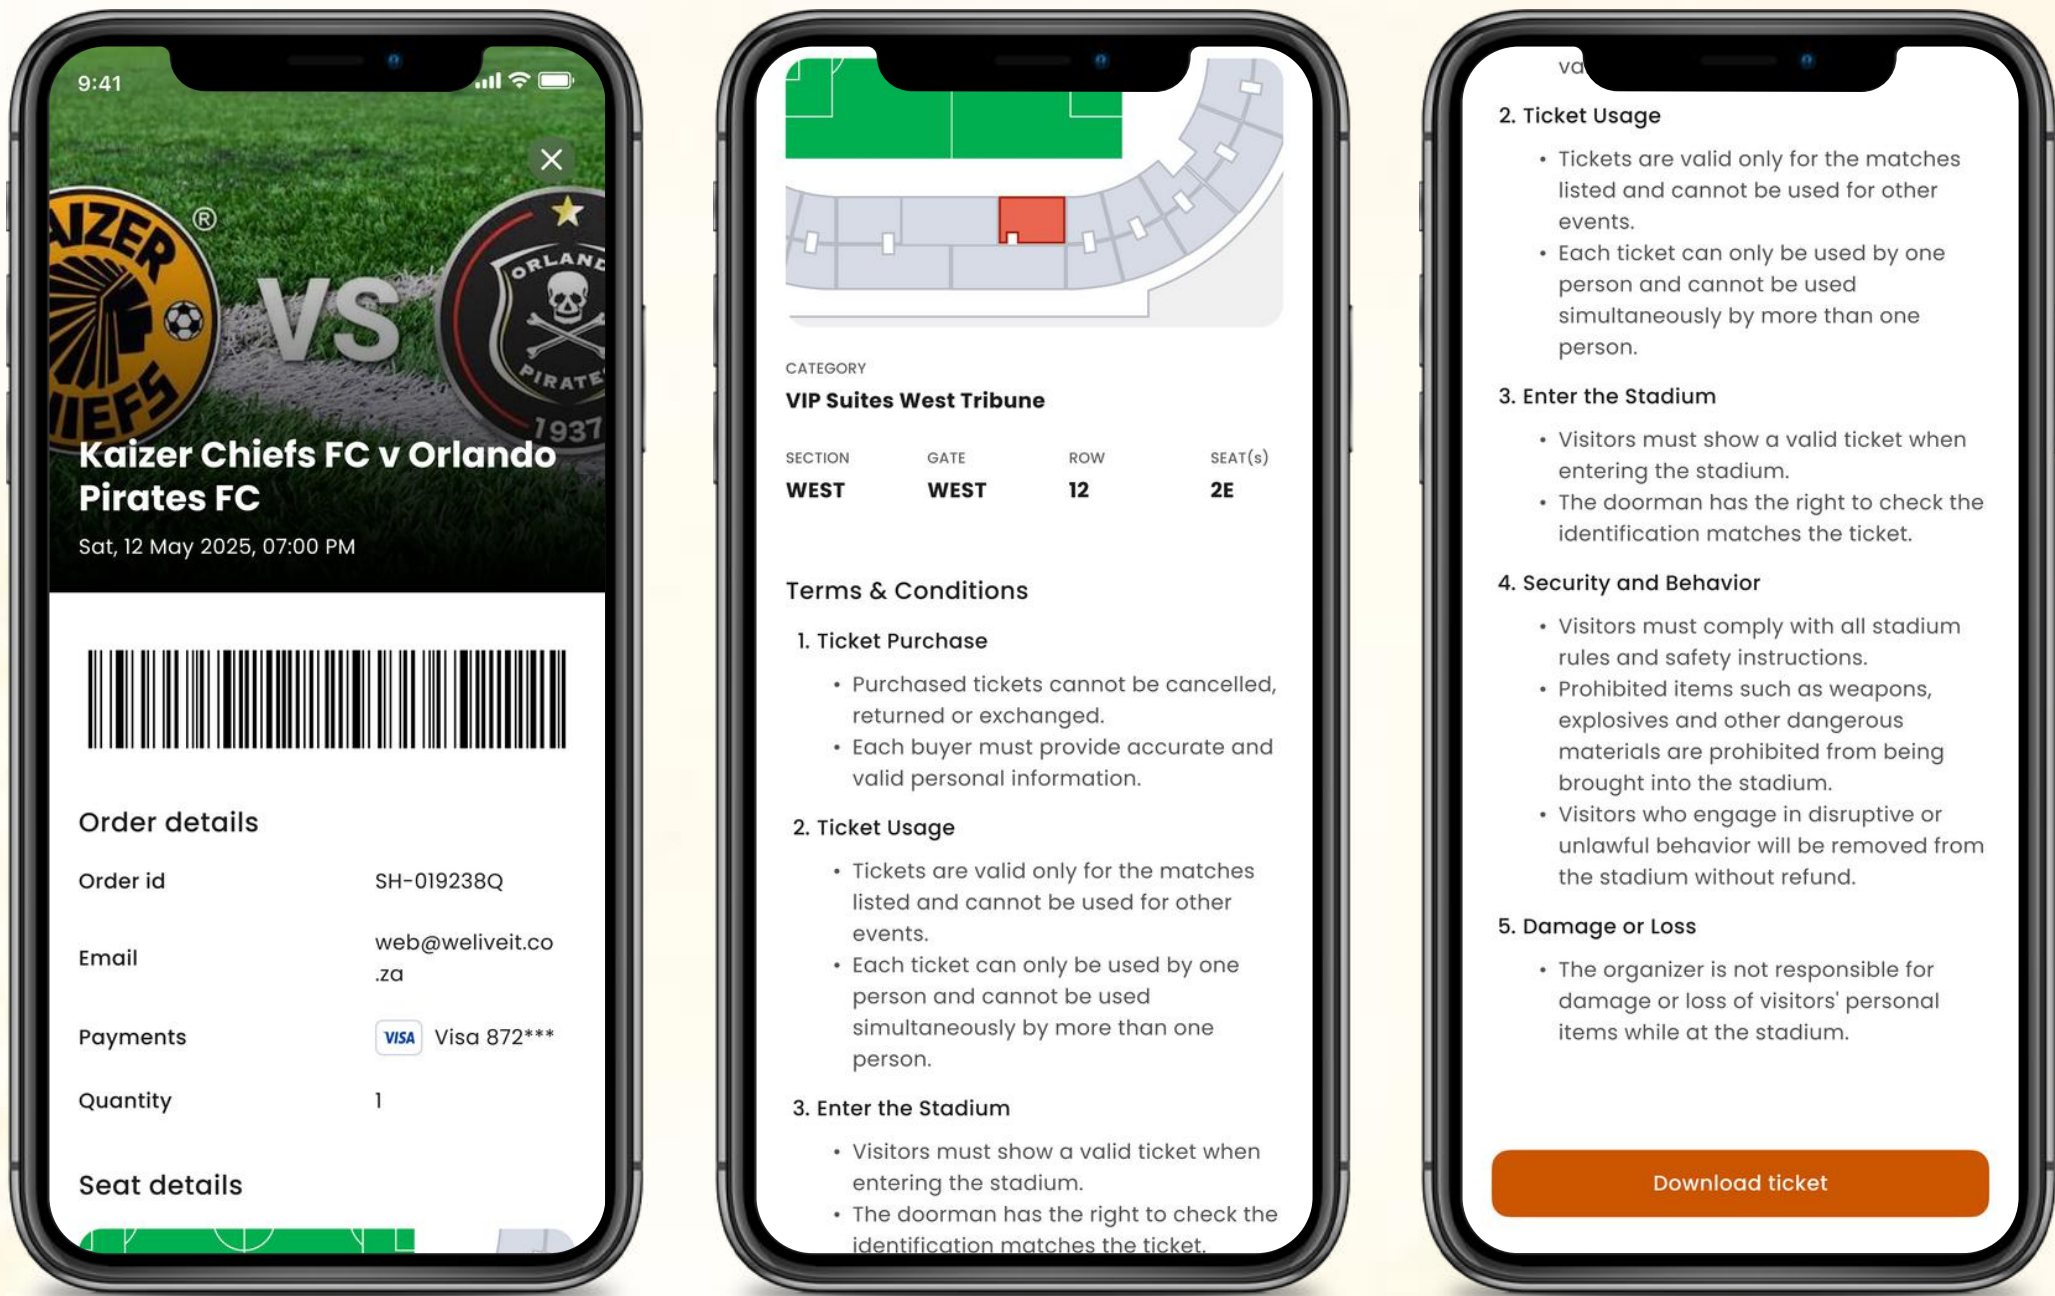 9:41
KAIZER
CHIEFS
®
VS
ORLANDO
PIRATES
1937
Kaizer Chiefs FC v Orlando
Pirates FC
Sat, 12 May 2025, 07:00 PM
Order details
Order id SH-019238Q
Email web@weliveit.co
.za
Payments VISA Visa 872***
Quantity 1
Seat details
CATEGORY
VIP Suites West Tribune
SECTION GATE ROW SEAT(s)
WEST WEST 12 2E
Terms & Conditions
1. Ticket Purchase
• Purchased tickets cannot be cancelled,
returned or exchanged.
• Each buyer must provide accurate and
valid personal information.
2. Ticket Usage
• Tickets are valid only for the matches
listed and cannot be used for other
events.
• Each ticket can only be used by one
person and cannot be used
simultaneously by more than one
person.
3. Enter the Stadium
• Visitors must show a valid ticket when
entering the stadium.
• The doorman has the right to check the
identification matches the ticket.
2. Ticket Usage
• Tickets are valid only for the matches
listed and cannot be used for other
events.
• Each ticket can only be used by one
person and cannot be used
simultaneously by more than one
person.
3. Enter the Stadium
• Visitors must show a valid ticket when
entering the stadium.
• The doorman has the right to check the
identification matches the ticket.
4. Security and Behavior
• Visitors must comply with all stadium
rules and safety instructions.
• Prohibited items such as weapons,
explosives and other dangerous
materials are prohibited from being
brought into the stadium.
• Visitors who engage in disruptive or
unlawful behavior will be removed from
the stadium without refund.
5. Damage or Loss
• The organizer is not responsible for
damage or loss of visitors' personal
items while at the stadium.
Download ticket